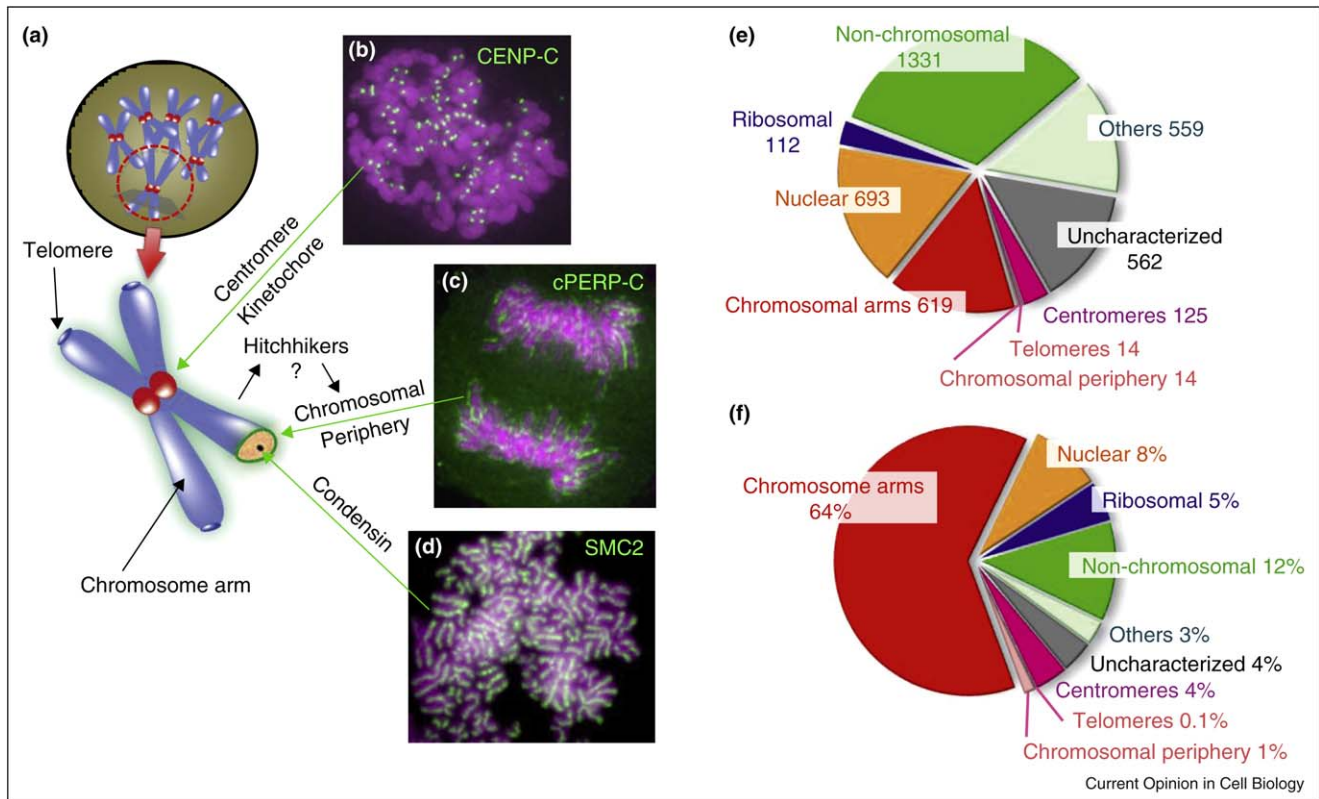 (a)
Telomere
Centromere
Kinetochore
Hitchhikers
?
Chromosomal
Periphery
Condensin
Chromosome arm
(b)
CENP-C
(c)
cPERP-C
(d)
SMC2
(e)
Non-chromosomal
1331
Ribosomal
112
Others 559
Nuclear 693
Uncharacterized
562
Chromosomal arms 619
Centromeres 125
Telomeres 14
Chromosomal periphery 14
(f)
Chromosome arms
64%
Nuclear 8%
Ribosomal 5%
Non-chromosomal 12%
Others 3%
Uncharacterized 4%
Centromeres 4%
Telomeres 0.1%
Chromosomal periphery 1%
Current Opinion in Cell Biology